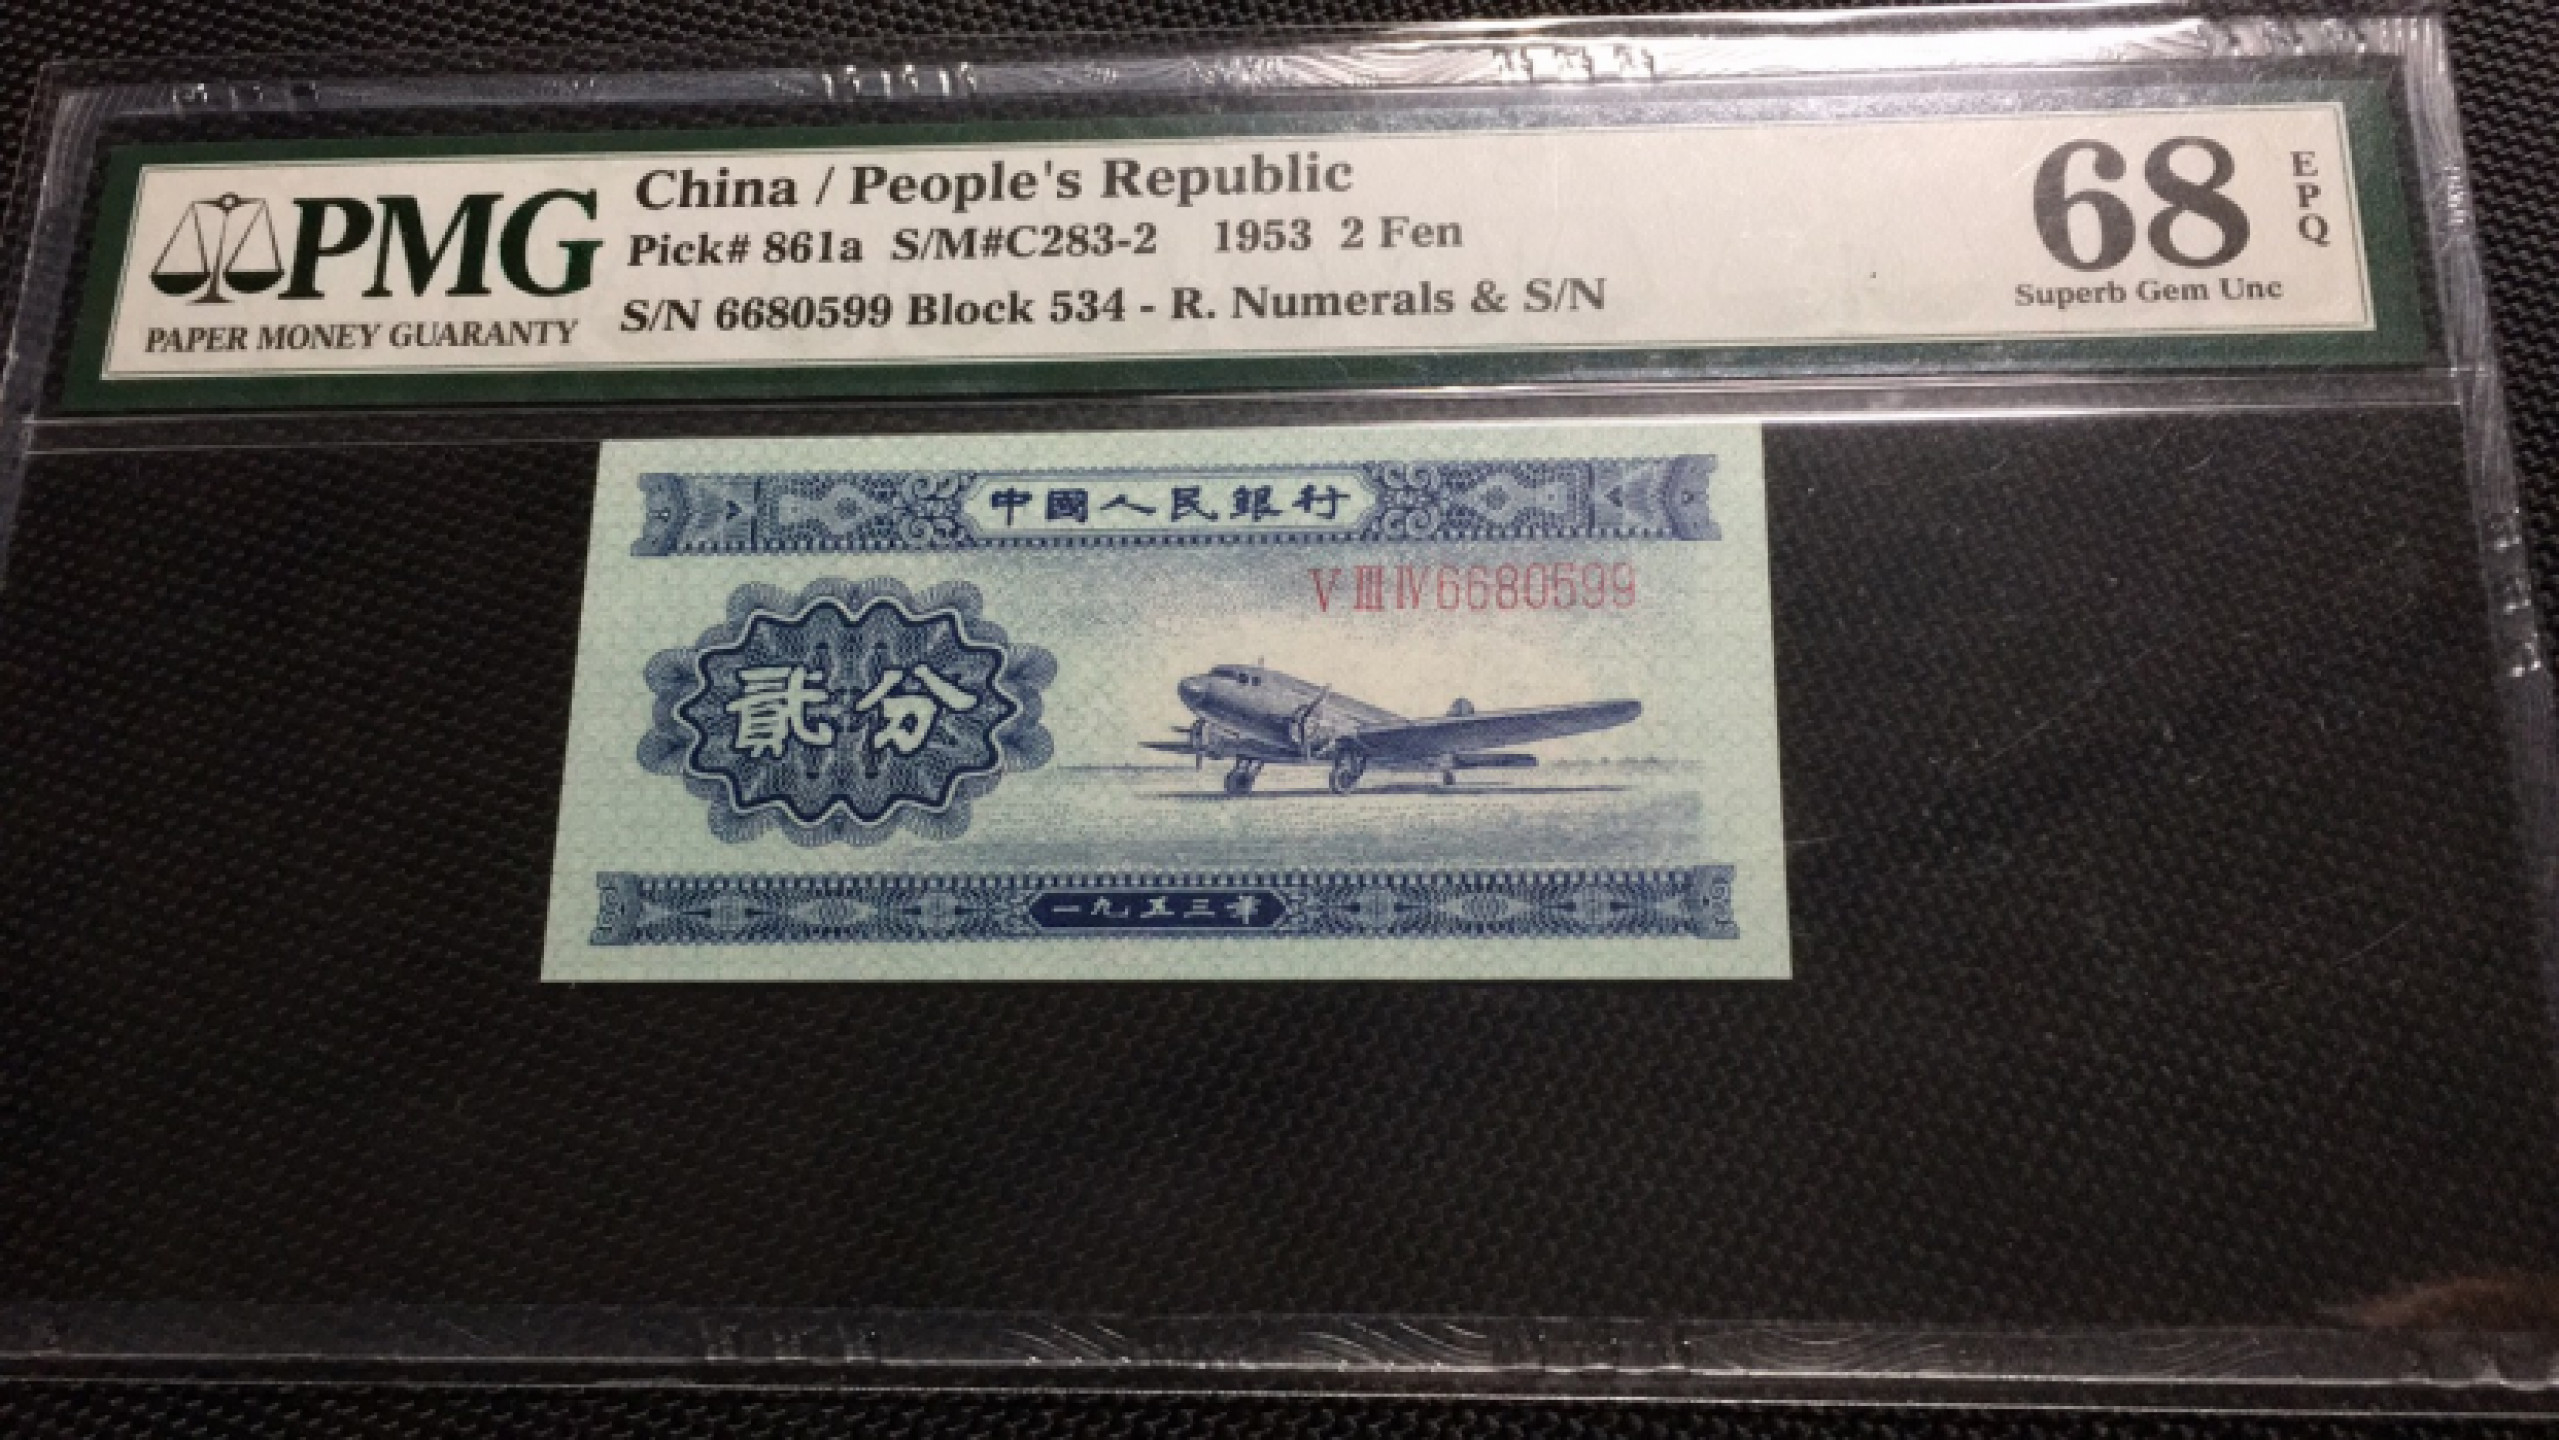 PMG
PAPER MONEY GUARANTY
China / People's Republic
Pick# 861a S/M#C283-2 1953 2 Fen
S/N 6680599 Block 534 - R. Numerals & S/N
68
EPQ
Superb Gem Unc
中國人民銀行
V III IV 6680599
貳分
一九五三年